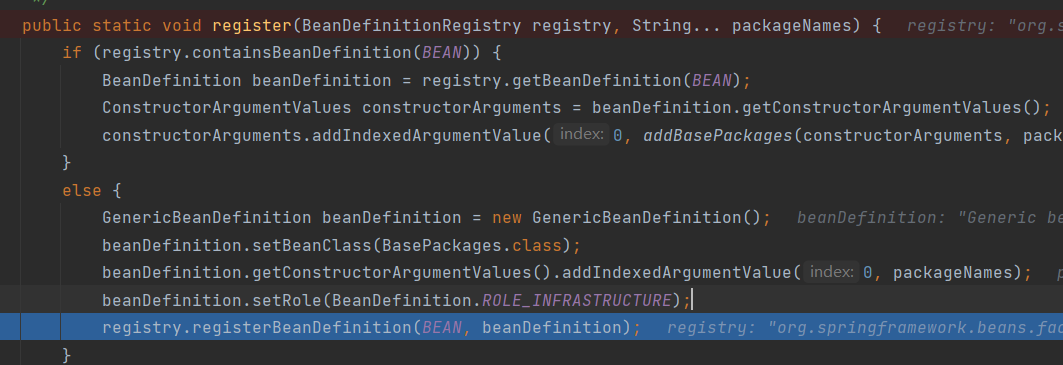 */
public static void register(BeanDefinitionRegistry registry, String... packageNames) {   registry: "org.s
if (registry.containsBeanDefinition(BEAN)) {
BeanDefinition beanDefinition = registry.getBeanDefinition(BEAN);
ConstructorArgumentValues constructorArguments = beanDefinition.getConstructorArgumentValues();
constructorArguments.addIndexedArgumentValue( index: 0, addBasePackages(constructorArguments, pack
}
else {
GenericBeanDefinition beanDefinition = new GenericBeanDefinition();   beanDefinition: "Generic be
beanDefinition.setBeanClass(BasePackages.class);
beanDefinition.getConstructorArgumentValues().addIndexedArgumentValue( index: 0, packageNames);
beanDefinition.setRole(BeanDefinition.ROLE_INFRASTRUCTURE);
registry.registerBeanDefinition(BEAN, beanDefinition);   registry: "org.springframework.beans.fac
}